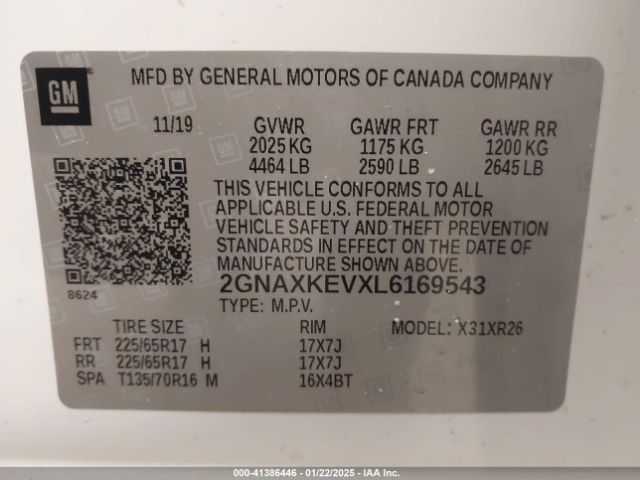 GM
MFD BY GENERAL MOTORS OF CANADA COMPANY
11/19 GVWR GAWR FRT GAWR RR
2025 KG 1175 KG 1200 KG
4464 LB 2590 LB 2645 LB
THIS VEHICLE CONFORMS TO ALL
APPLICABLE U.S. FEDERAL MOTOR
VEHICLE SAFETY AND THEFT PREVENTION
STANDARDS IN EFFECT ON THE DATE OF
MANUFACTURE SHOWN ABOVE.
8624
2GNAXKEVXL6169543
TYPE: M.P.V.
TIRE SIZE RIM MODEL: X31XR26
FRT 225/65R17 H 17X7J
RR 225/65R17 H 17X7J
SPA T135/70R16 M 16X4BT
000-41386446 - 01/22/2025 - IAA Inc.